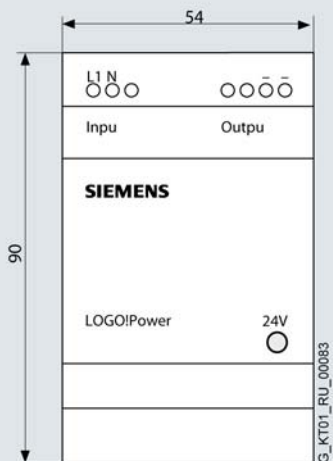 54
L1 N
– –
Inpu
Outpu
SIEMENS
90
LOGO!Power
24V
G_KT01_RU_00083